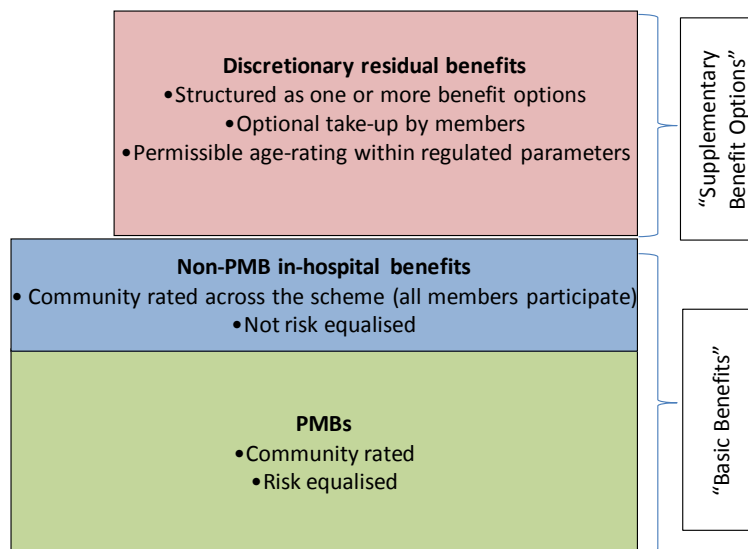 Discretionary residual benefits
•Structured as one or more benefit options
•Optional take-up by members
•Permissible age-rating within regulated parameters
“Supplementary
Benefit Options”
Non-PMB in-hospital benefits
• Community rated across the scheme (all members participate)
•Not risk equalised
PMBs
•Community rated
•Risk equalised
“Basic Benefits”